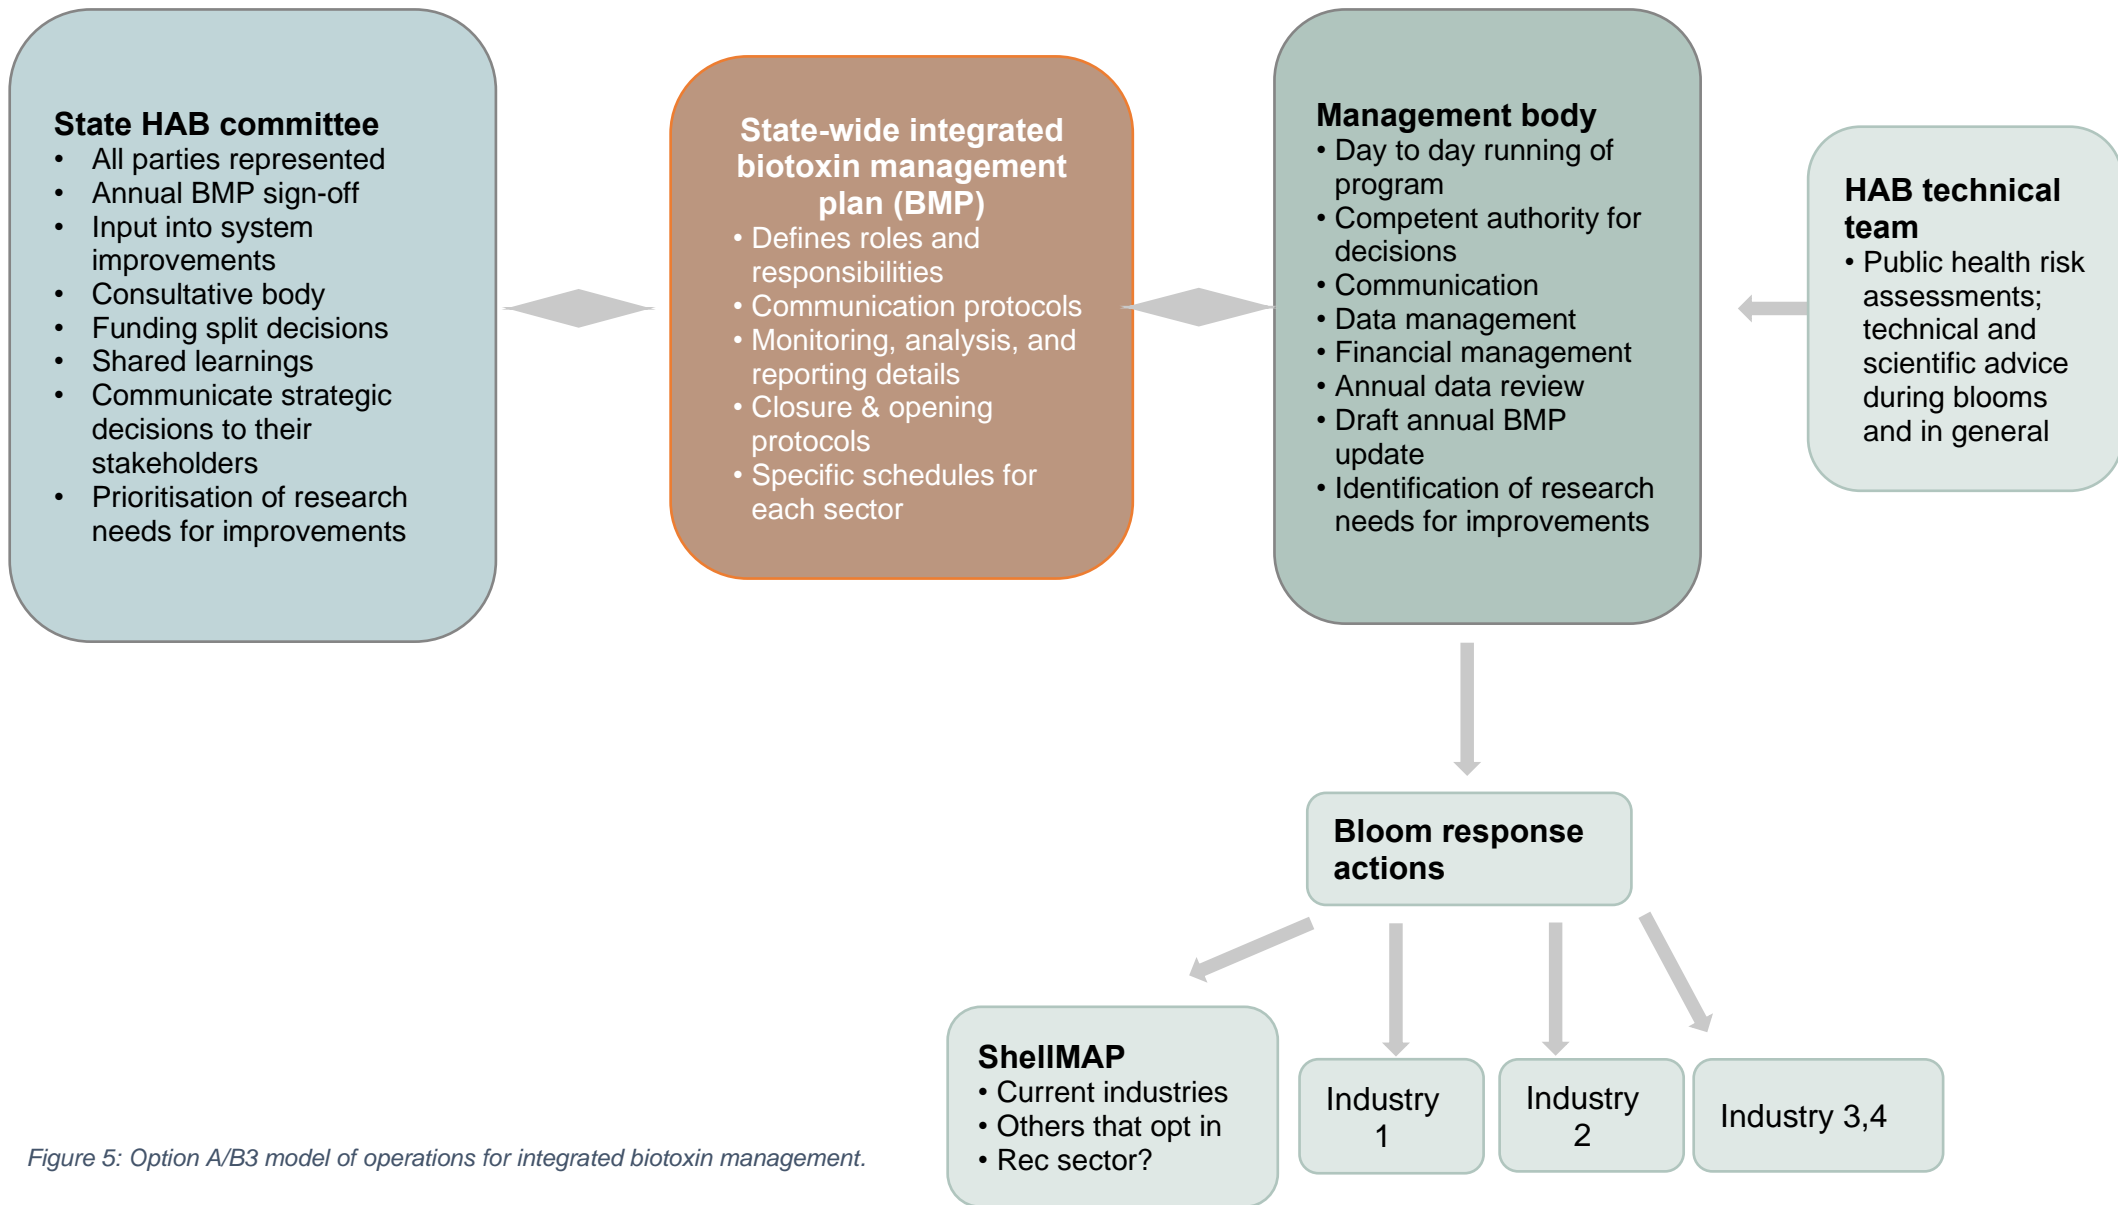 State HAB committee
• All parties represented
• Annual BMP sign-off
• Input into system
improvements
• Consultative body
• Funding split decisions
• Shared learnings
• Communicate strategic
decisions to their
stakeholders
• Prioritisation of research
needs for improvements
State-wide integrated
biotoxin management
plan (BMP)
• Defines roles and
responsibilities
• Communication protocols
• Monitoring, analysis, and
reporting details
• Closure & opening
protocols
• Specific schedules for
each sector
Management body
• Day to day running of
program
• Competent authority for
decisions
• Communication
• Data management
• Financial management
• Annual data review
• Draft annual BMP
update
• Identification of research
needs for improvements
HAB technical
team
• Public health risk
assessments;
technical and
scientific advice
during blooms
and in general
Bloom response
actions
ShellMAP
• Current industries
• Others that opt in
• Rec sector?
Industry
1
Industry
2
Industry 3,4
Figure 5: Option A/B3 model of operations for integrated biotoxin management.